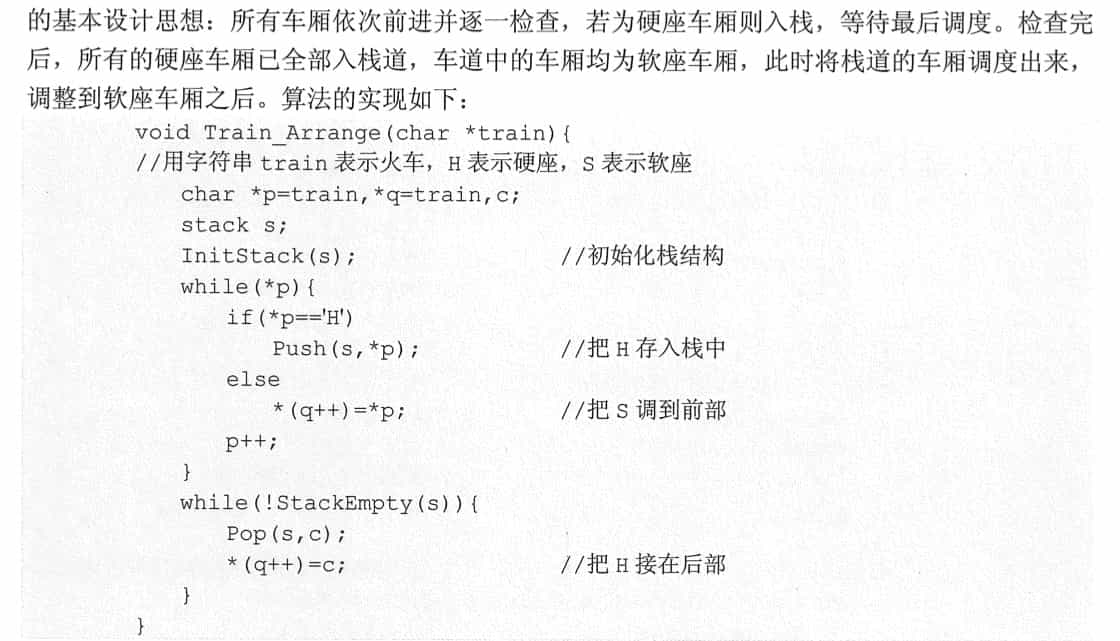 的基本设计思想：所有车厢依次前进并逐一检查，若为硬座车厢则入栈，等待最后调度。检查完
后，所有的硬座车厢已全部入栈道，车道中的车厢均为软座车厢，此时将栈道的车厢调度出来，
调整到软座车厢之后。算法的实现如下：
void Train_Arrange(char *train){
//用字符串 train 表示火车，H 表示硬座，S 表示软座
char *p=train,*q=train,c;
stack s;
InitStack(s); //初始化栈结构
while(*p){
if(*p=='H')
Push(s,*p); //把 H 存入栈中
else
*(q++)=*p; //把 S 调到前部
p++;
}
while(!StackEmpty(s)){
Pop(s,c);
*(q++)=c; //把 H 接在后部
}
}